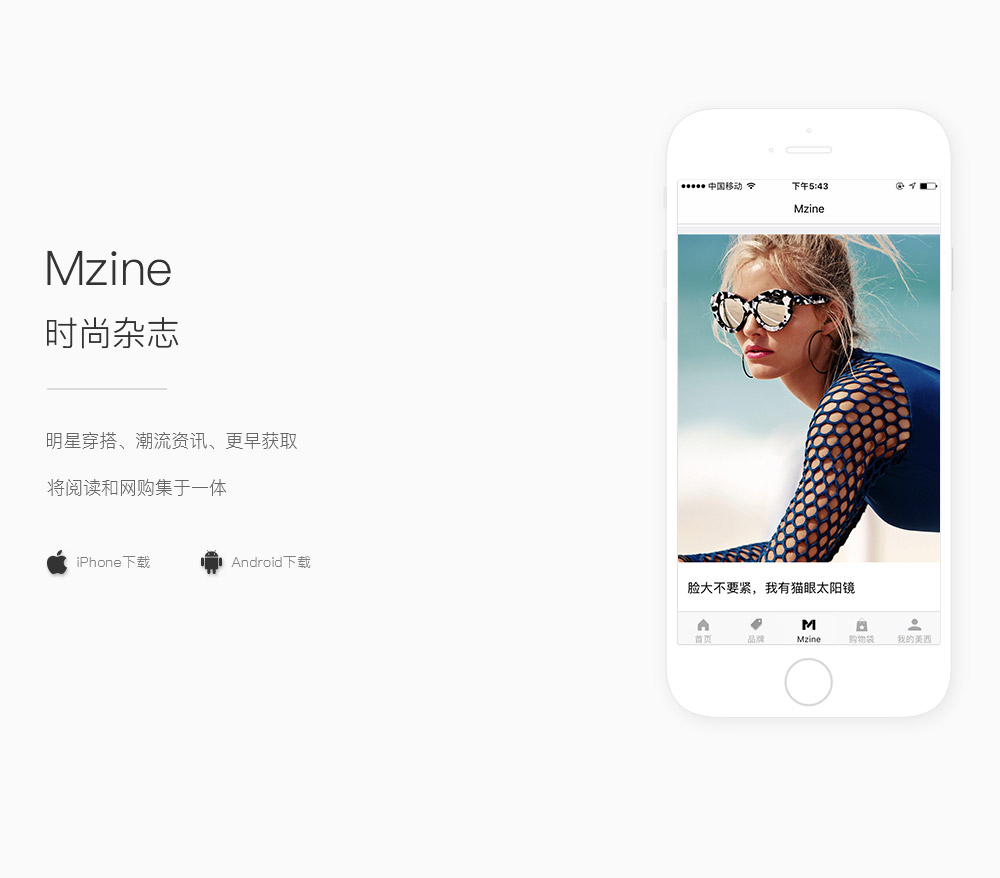 Mzine
时尚杂志
明星穿搭、潮流资讯、更早获取
将阅读和网购集于一体
iPhone下载 Android下载
中国移动 下午5:43
Mzine
脸大不要紧，我有猫眼太阳镜
首页 品牌 Mzine 购物袋 我的美西